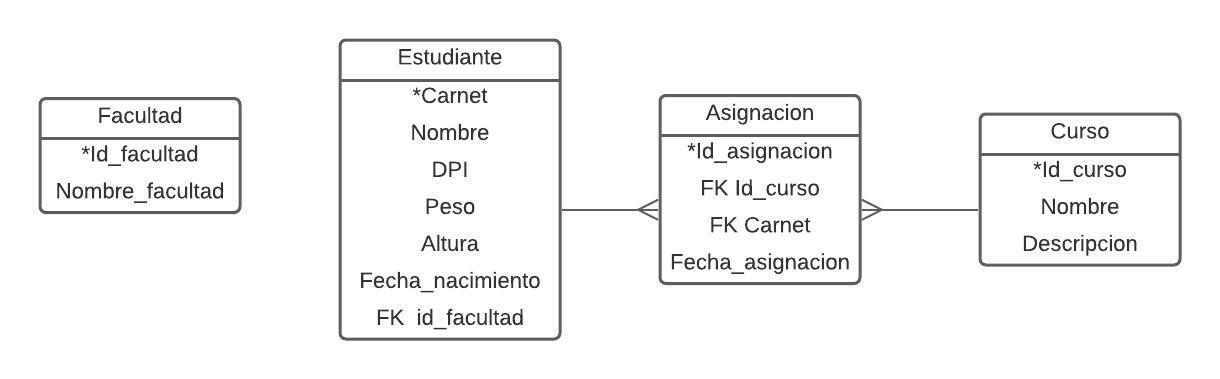 Facultad
*Id_facultad
Nombre_facultad
Estudiante
*Carnet
Nombre
DPI
Peso
Altura
Fecha_nacimiento
FK  id_facultad
Asignacion
*Id_asignacion
FK Id_curso
FK Carnet
Fecha_asignacion
Curso
*Id_curso
Nombre
Descripcion